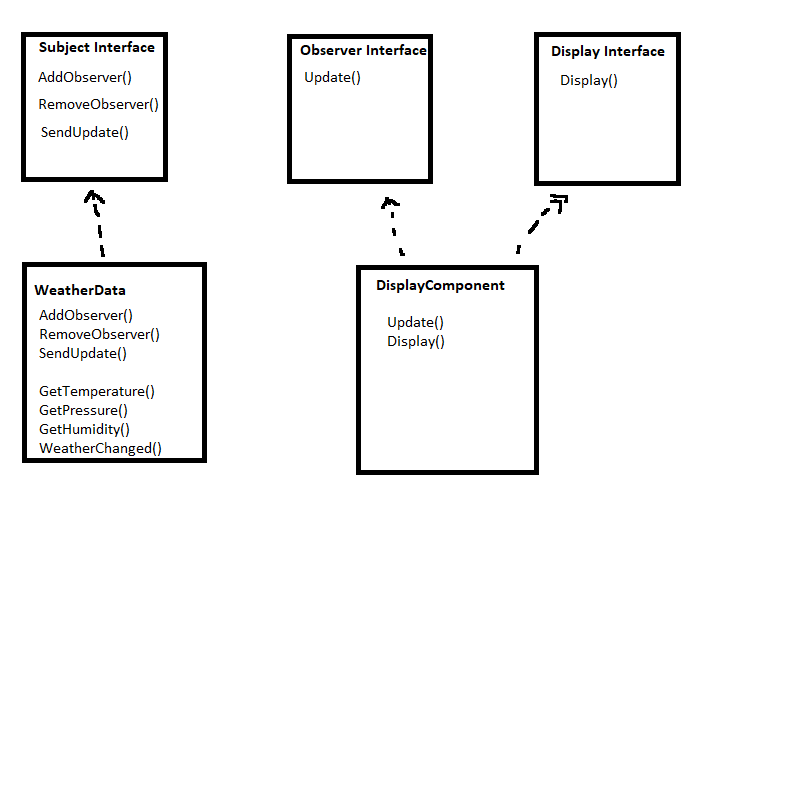 Subject Interface
AddObserver()
RemoveObserver()
SendUpdate()
Observer Interface
Update()
Display Interface
Display()
WeatherData
AddObserver()
RemoveObserver()
SendUpdate()
GetTemperature()
GetPressure()
GetHumidity()
WeatherChanged()
DisplayComponent
Update()
Display()